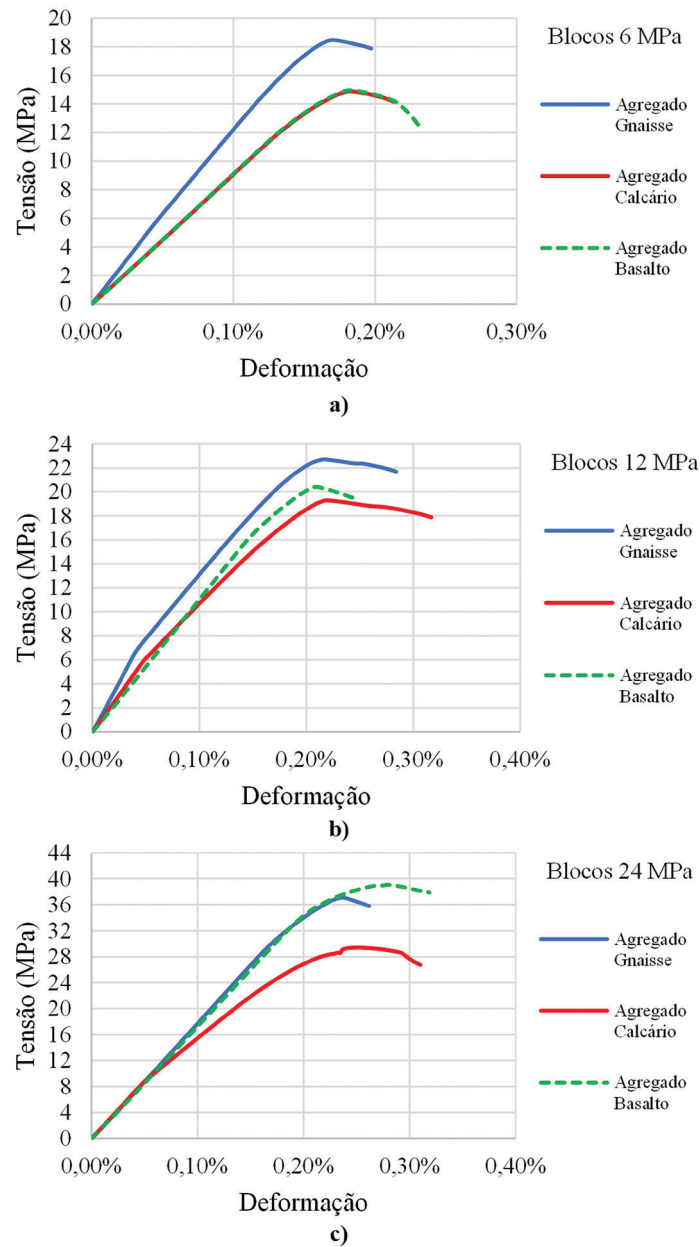 Blocos 6 MPa
Tensão (MPa)
20
18
16
14
12
10
8
6
4
2
0
0,00%
0,10%
0,20%
0,30%
Deformação
Agregado
Gnaisse
Agregado
Calcário
Agregado
Basalto
a)
Blocos 12 MPa
Tensão (MPa)
24
22
20
18
16
14
12
10
8
6
4
2
0
0,00%
0,10%
0,20%
0,30%
0,40%
Deformação
Agregado
Gnaisse
Agregado
Calcário
Agregado
Basalto
b)
Blocos 24 MPa
Tensão (MPa)
44
40
36
32
28
24
20
16
12
8
4
0
0,00%
0,10%
0,20%
0,30%
0,40%
Deformação
Agregado
Gnaisse
Agregado
Calcário
Agregado
Basalto
c)